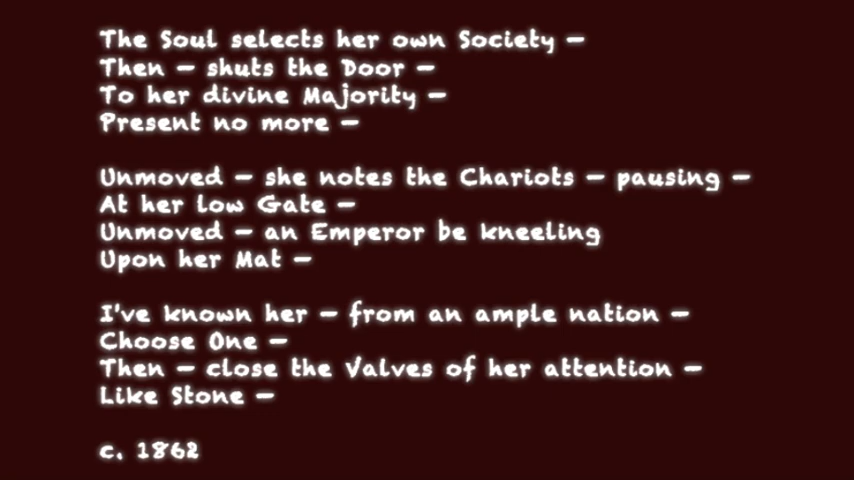 The Soul selects her own Society –
Then – shuts the Door –
To her divine Majority –
Present no more –
Unmoved – she notes the Chariots – pausing –
At her low Gate –
Unmoved – an Emperor be kneeling
Upon her Mat –
I've known her – from an ample nation –
Choose One –
Then – close the Valves of her attention –
Like Stone –
c. 1862